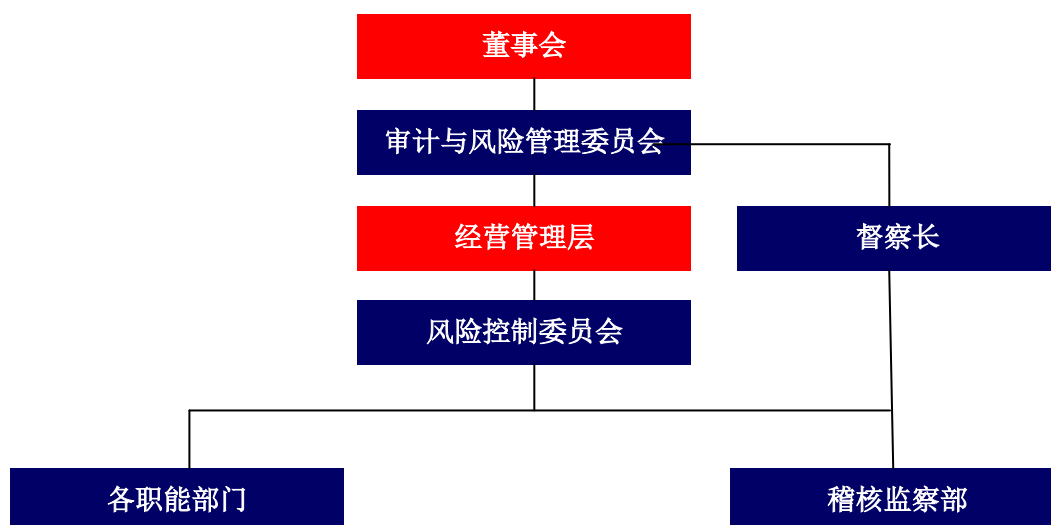 董事会
审计与风险管理委员会
经营管理层
督察长
风险控制委员会
各职能部门
稽核监察部